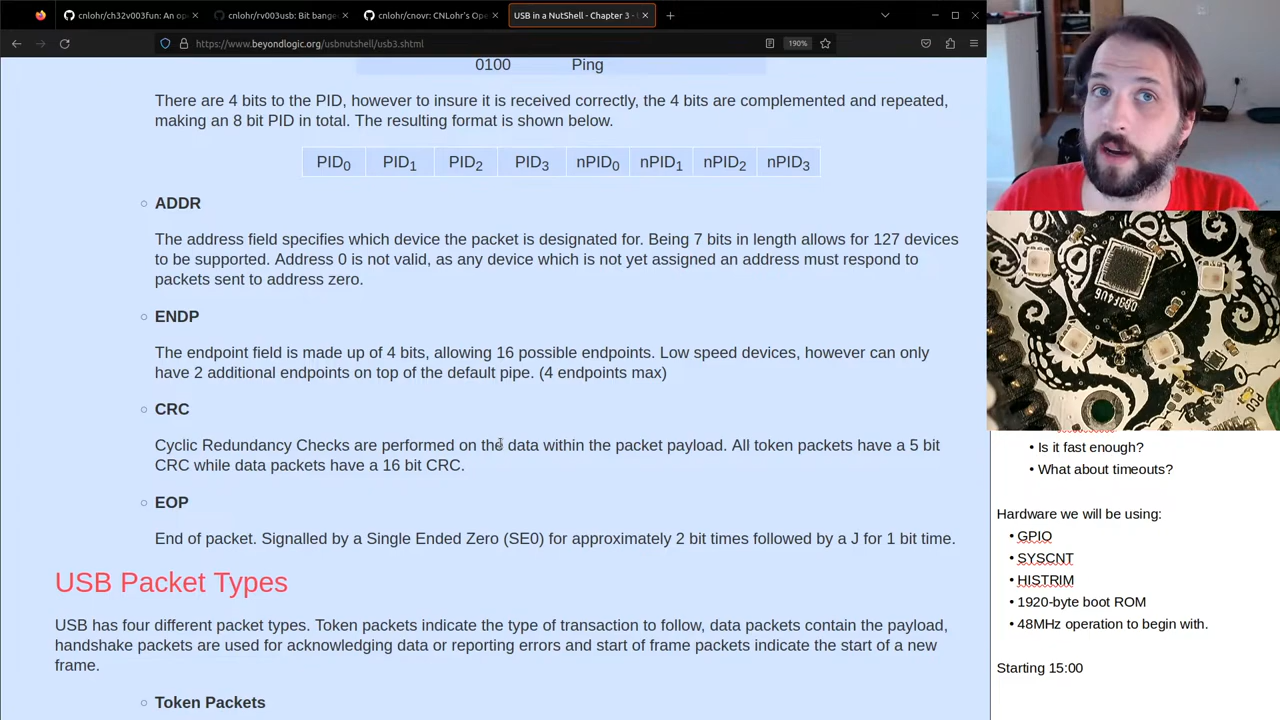 cnlohr/ch32v003fun: An op
cnlohr/rv003usb: Bit bange
cnlohr/cnovr: CNLohr's Ope
USB in a NutShell - Chapter 3 -
https://www.beyondlogic.org/usbnutshell/usb3.shtml
190%
0100 Ping
There are 4 bits to the PID, however to insure it is received correctly, the 4 bits are complemented and repeated,
making an 8 bit PID in total. The resulting format is shown below.
PID0 PID1 PID2 PID3 nPID0 nPID1 nPID2 nPID3
ADDR
The address field specifies which device the packet is designated for. Being 7 bits in length allows for 127 devices
to be supported. Address 0 is not valid, as any device which is not yet assigned an address must respond to
packets sent to address zero.
ENDP
The endpoint field is made up of 4 bits, allowing 16 possible endpoints. Low speed devices, however can only
have 2 additional endpoints on top of the default pipe. (4 endpoints max)
CRC
Cyclic Redundancy Checks are performed on the data within the packet payload. All token packets have a 5 bit
CRC while data packets have a 16 bit CRC.
EOP
End of packet. Signalled by a Single Ended Zero (SE0) for approximately 2 bit times followed by a J for 1 bit time.
USB Packet Types
USB has four different packet types. Token packets indicate the type of transaction to follow, data packets contain the payload,
handshake packets are used for acknowledging data or reporting errors and start of frame packets indicate the start of a new
frame.
Token Packets
• Is it fast enough?
• What about timeouts?
Hardware we will be using:
• GPIO
• SYSCNT
• HISTRIM
• 1920-byte boot ROM
• 48MHz operation to begin with.
Starting 15:00